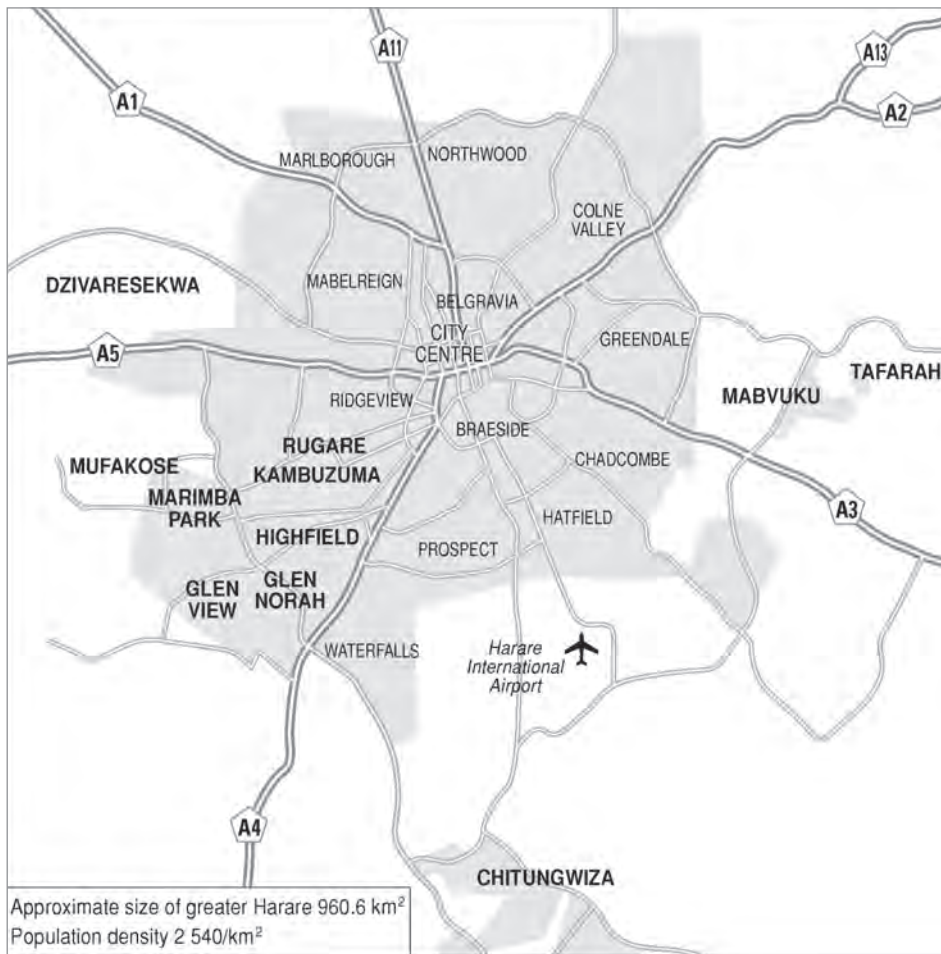 A11
A13
A1
A2
MARLBOROUGH
NORTHWOOD
COLNE
VALLEY
DZIVARESEKWA
MABELREIGN
BELGRAVIA
CITY
CENTRE
GREENDALE
A5
TAFARAH
MABVUKU
RIDGEVIEW
BRAESIDE
RUGARE
MUFAKOSE
KAMBUZUMA
CHADCOMBE
MARIMBA
PARK
A3
HATFIELD
HIGHFIELD
PROSPECT
GLEN
VIEW
GLEN
NORAH
WATERFALLS
Harare
International
Airport
A4
CHITUNGWIZA
Approximate size of greater Harare 960.6 km²
Population density 2 540/km²